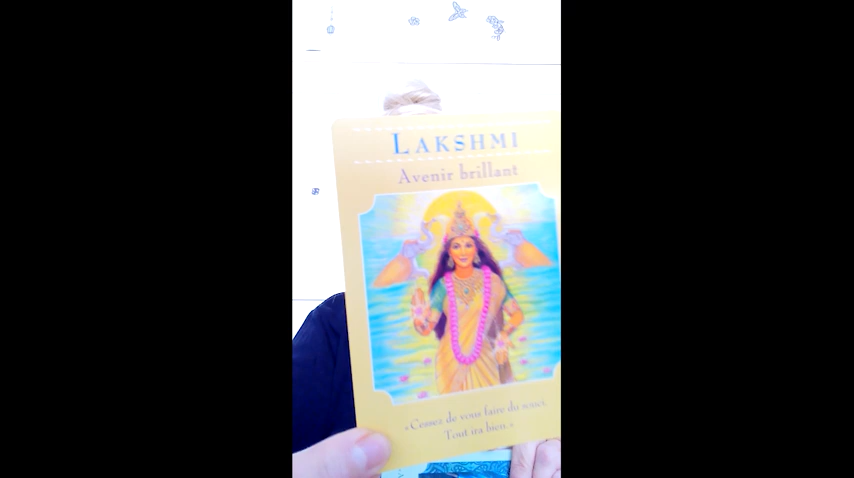 LAKSHMI
Avenir brillant
«Cessez de vous faire du souci.
Tout ira bien.»